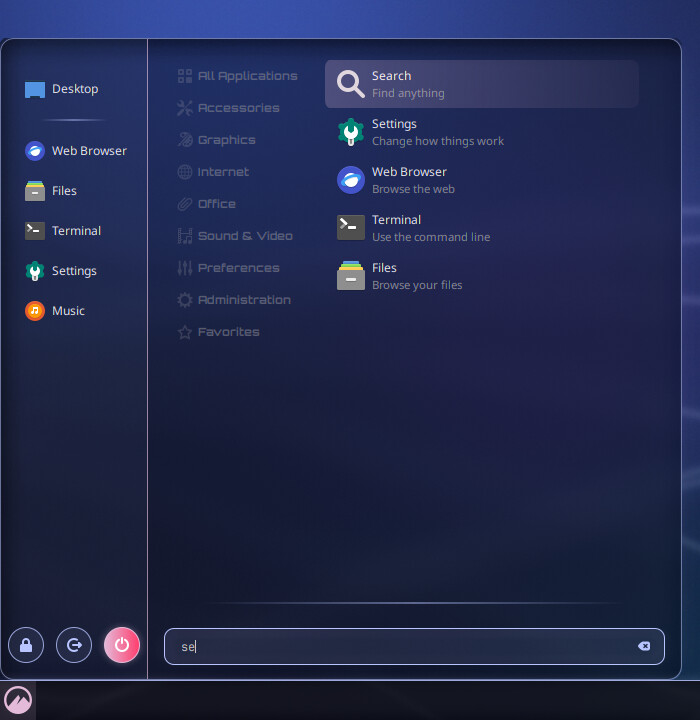 Desktop
Web Browser
Files
Terminal
Settings
Music
All Applications
Accessories
Graphics
Internet
Office
Sound & Video
Preferences
Administration
Favorites
Search
Find anything
Settings
Change how things work
Web Browser
Browse the web
Terminal
Use the command line
Files
Browse your files
se